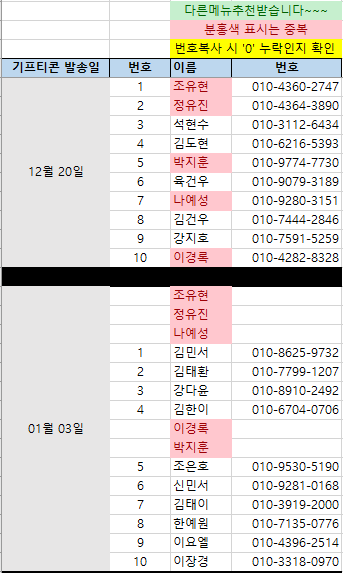 다른메뉴추천받습니다~~~
분홍색 표시는 중복
번호복사 시 '0' 누락인지 확인
기프티콘 발송일 번호 이름 번호
1 조유현 010-4360-2747
2 정유진 010-4364-3890
3 석현수 010-3112-6434
4 김도현 010-6216-5393
12월 20일 5 박지훈 010-9774-7730
6 육건우 010-9079-3189
7 나예성 010-9280-3151
8 김건우 010-7444-2846
9 강지호 010-7591-5259
10 이경록 010-4282-8328
조유현
정유진
나예성
1 김민서 010-8625-9732
2 김태환 010-7799-1207
3 강다윤 010-8910-2492
4 김한이 010-6704-0706
01월 03일 이경록
박지훈
5 조은호 010-9530-5190
6 신민서 010-9281-0168
7 김태이 010-3919-2000
8 한예원 010-7135-0776
9 이요엘 010-4396-2514
10 이장경 010-3318-0970